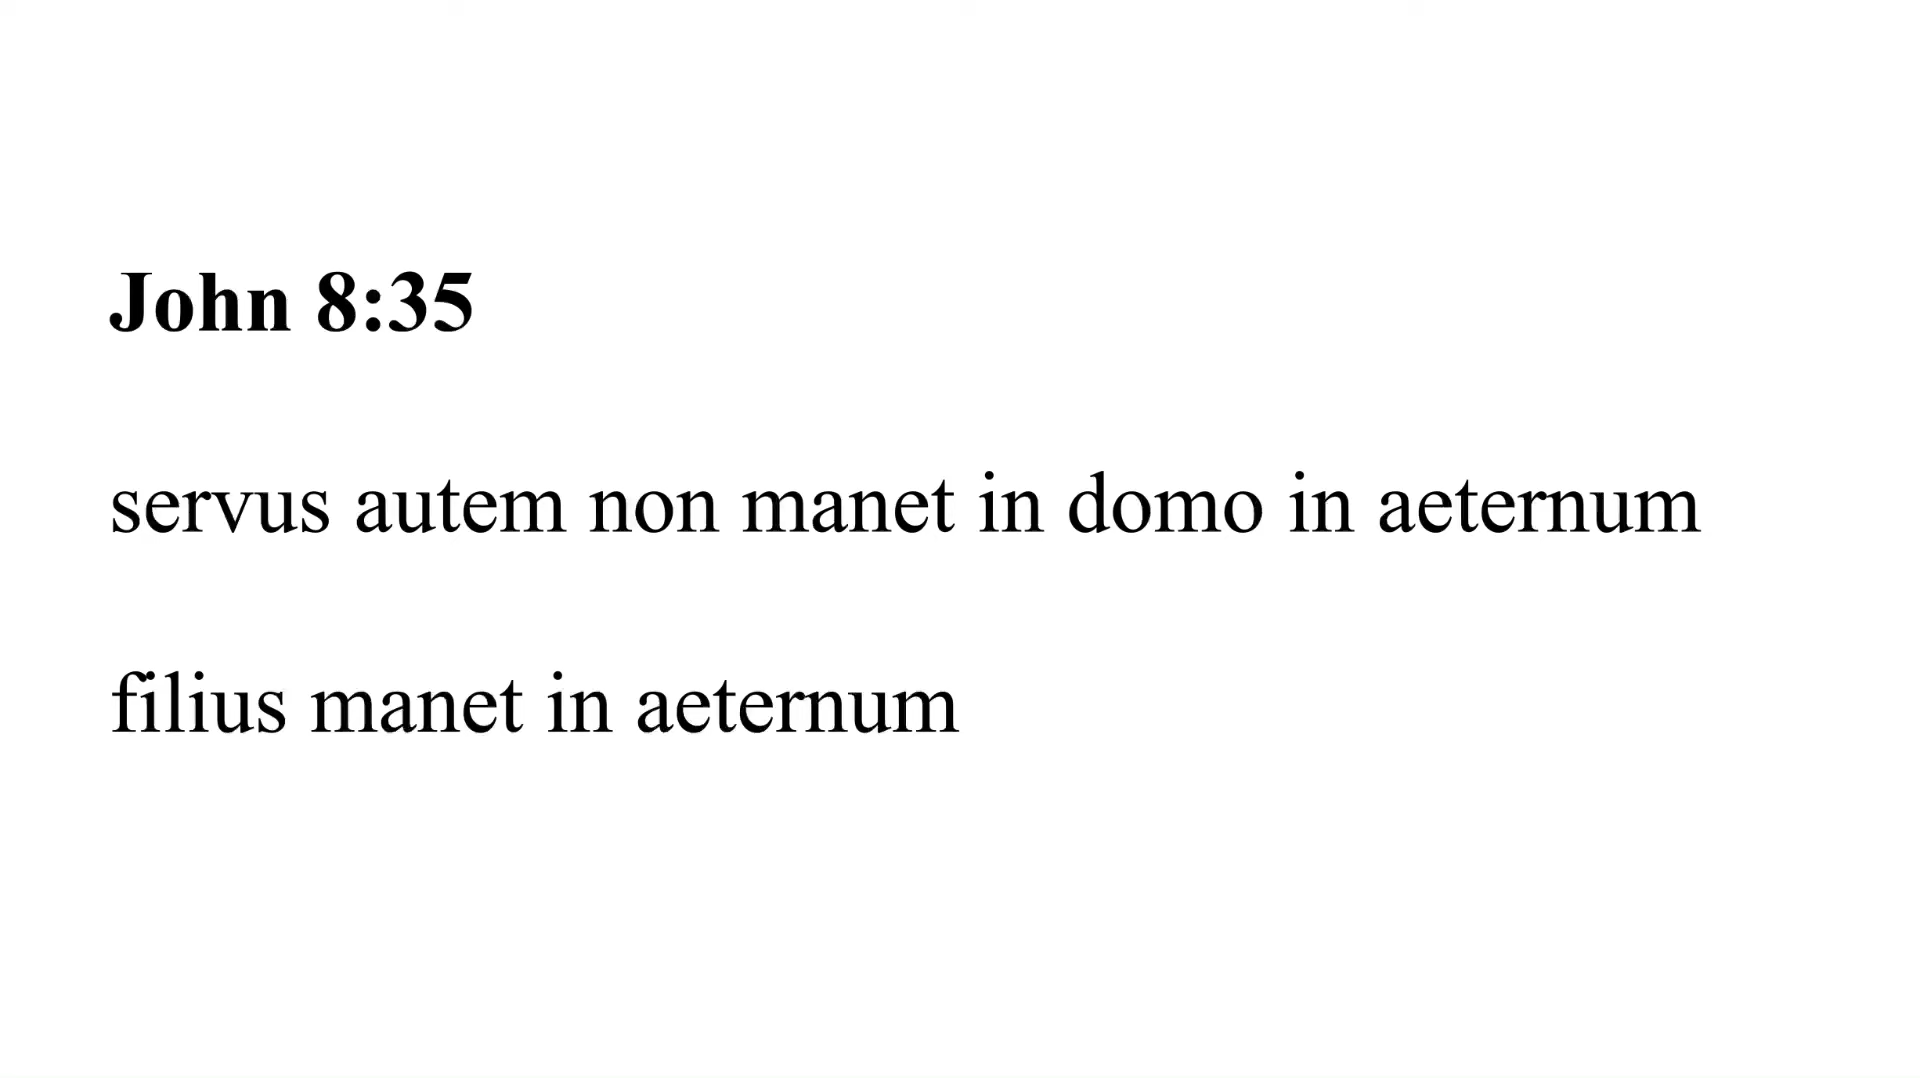 John 8:35
servus autem non manet in domo in aeternum
filius manet in aeternum